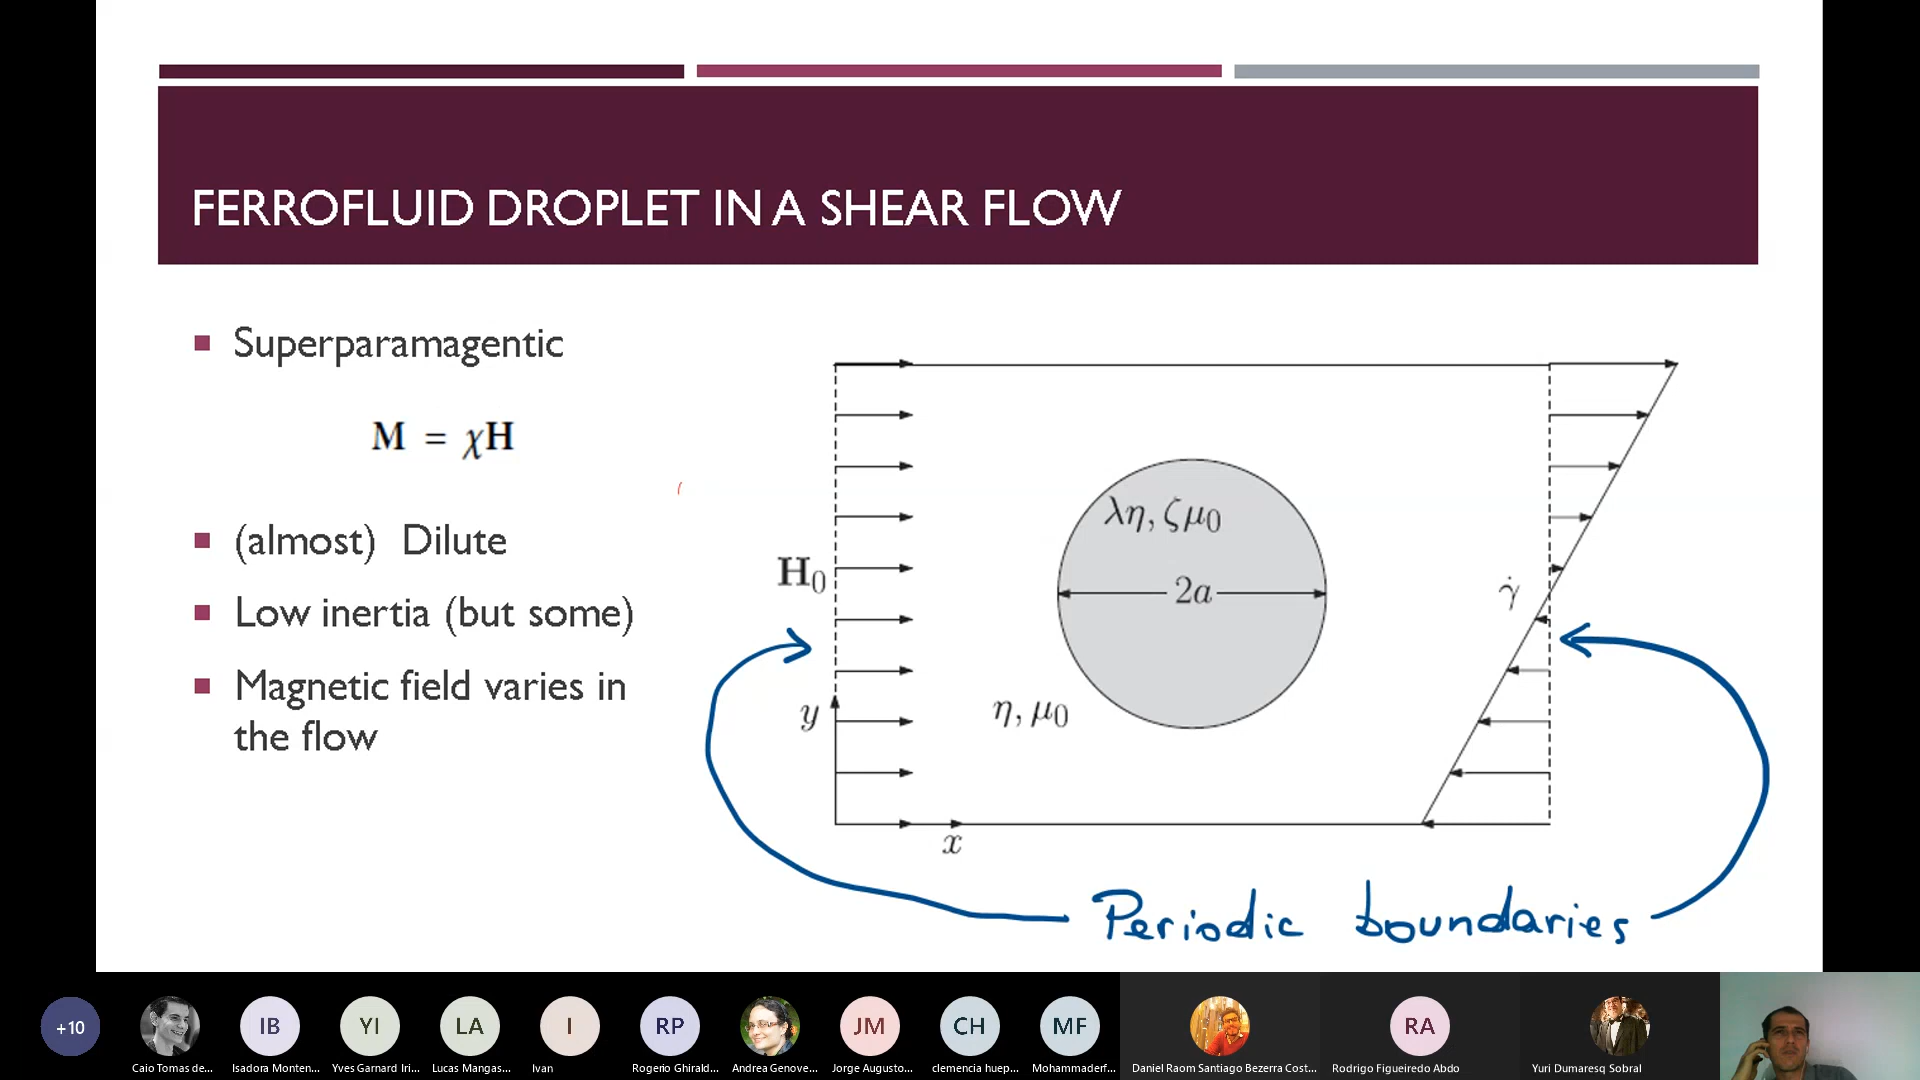 FERROFLUID DROPLET IN A SHEAR FLOW
Superparamagentic
M = χH
(almost) Dilute
Low inertia (but some)
Magnetic field varies in
the flow
λη, ζμ0
H0
2a
γ̇
y
η, μ0
x
Periodic boundaries
+10
IB
YI
LA
I
RP
JM
CH
MF
RA
Caio Tomas de...
Isadora Monten...
Yves Garnard Iri...
Lucas Mangas...
Ivan
Rogerio Ghirald...
Andrea Genove...
Jorge Augusto...
clemencia huep...
Mohammaderf...
Daniel Raom Santiago Bezerra Cost...
Rodrigo Figueiredo Abdo
Yuri Dumaresq Sobral